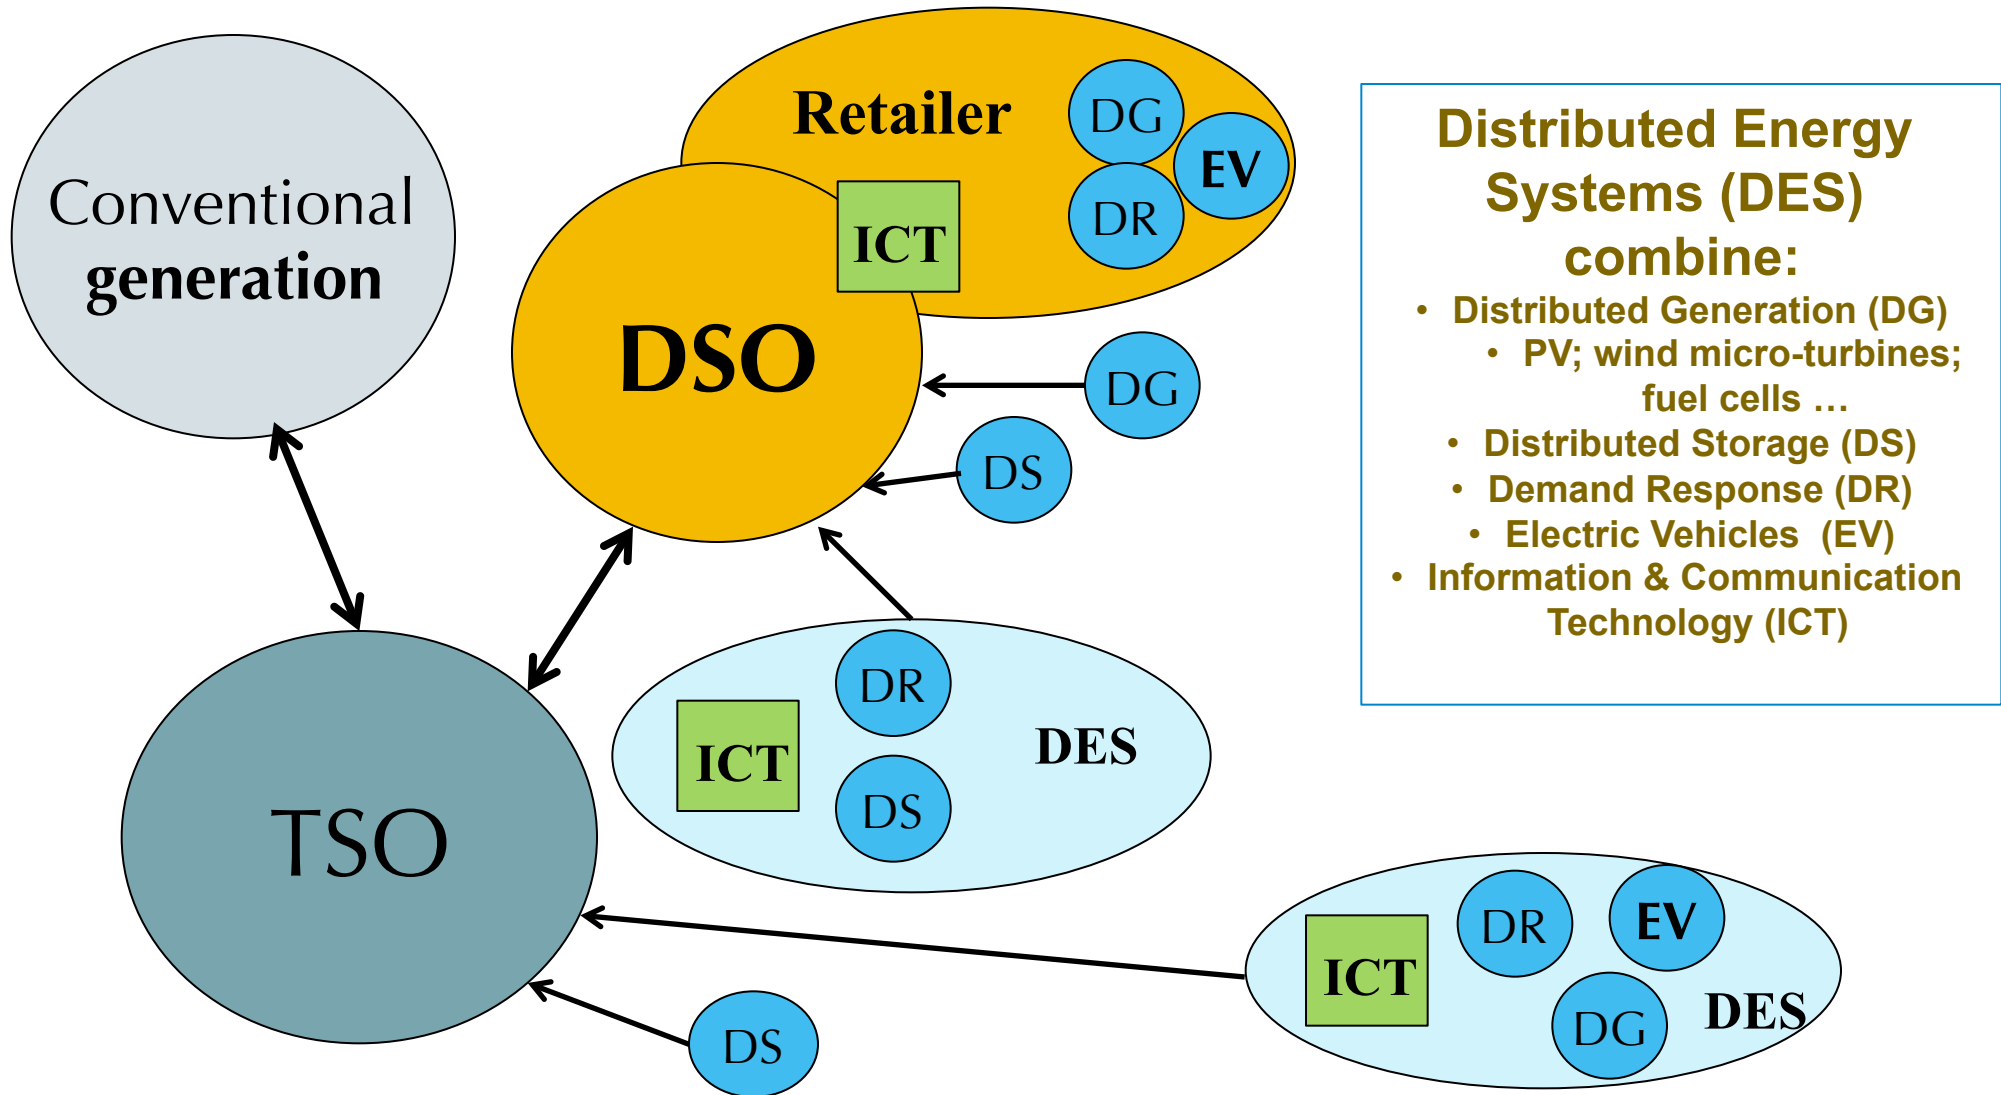 Conventional
generation
Retailer
DG
EV
DR
ICT
DSO
DG
DS
DR
ICT
DES
DS
TSO
DR
EV
ICT
DG
DES
DS
Distributed Energy
Systems (DES)
combine:
• Distributed Generation (DG)
• PV; wind micro-turbines;
fuel cells …
• Distributed Storage (DS)
• Demand Response (DR)
• Electric Vehicles (EV)
• Information & Communication
Technology (ICT)